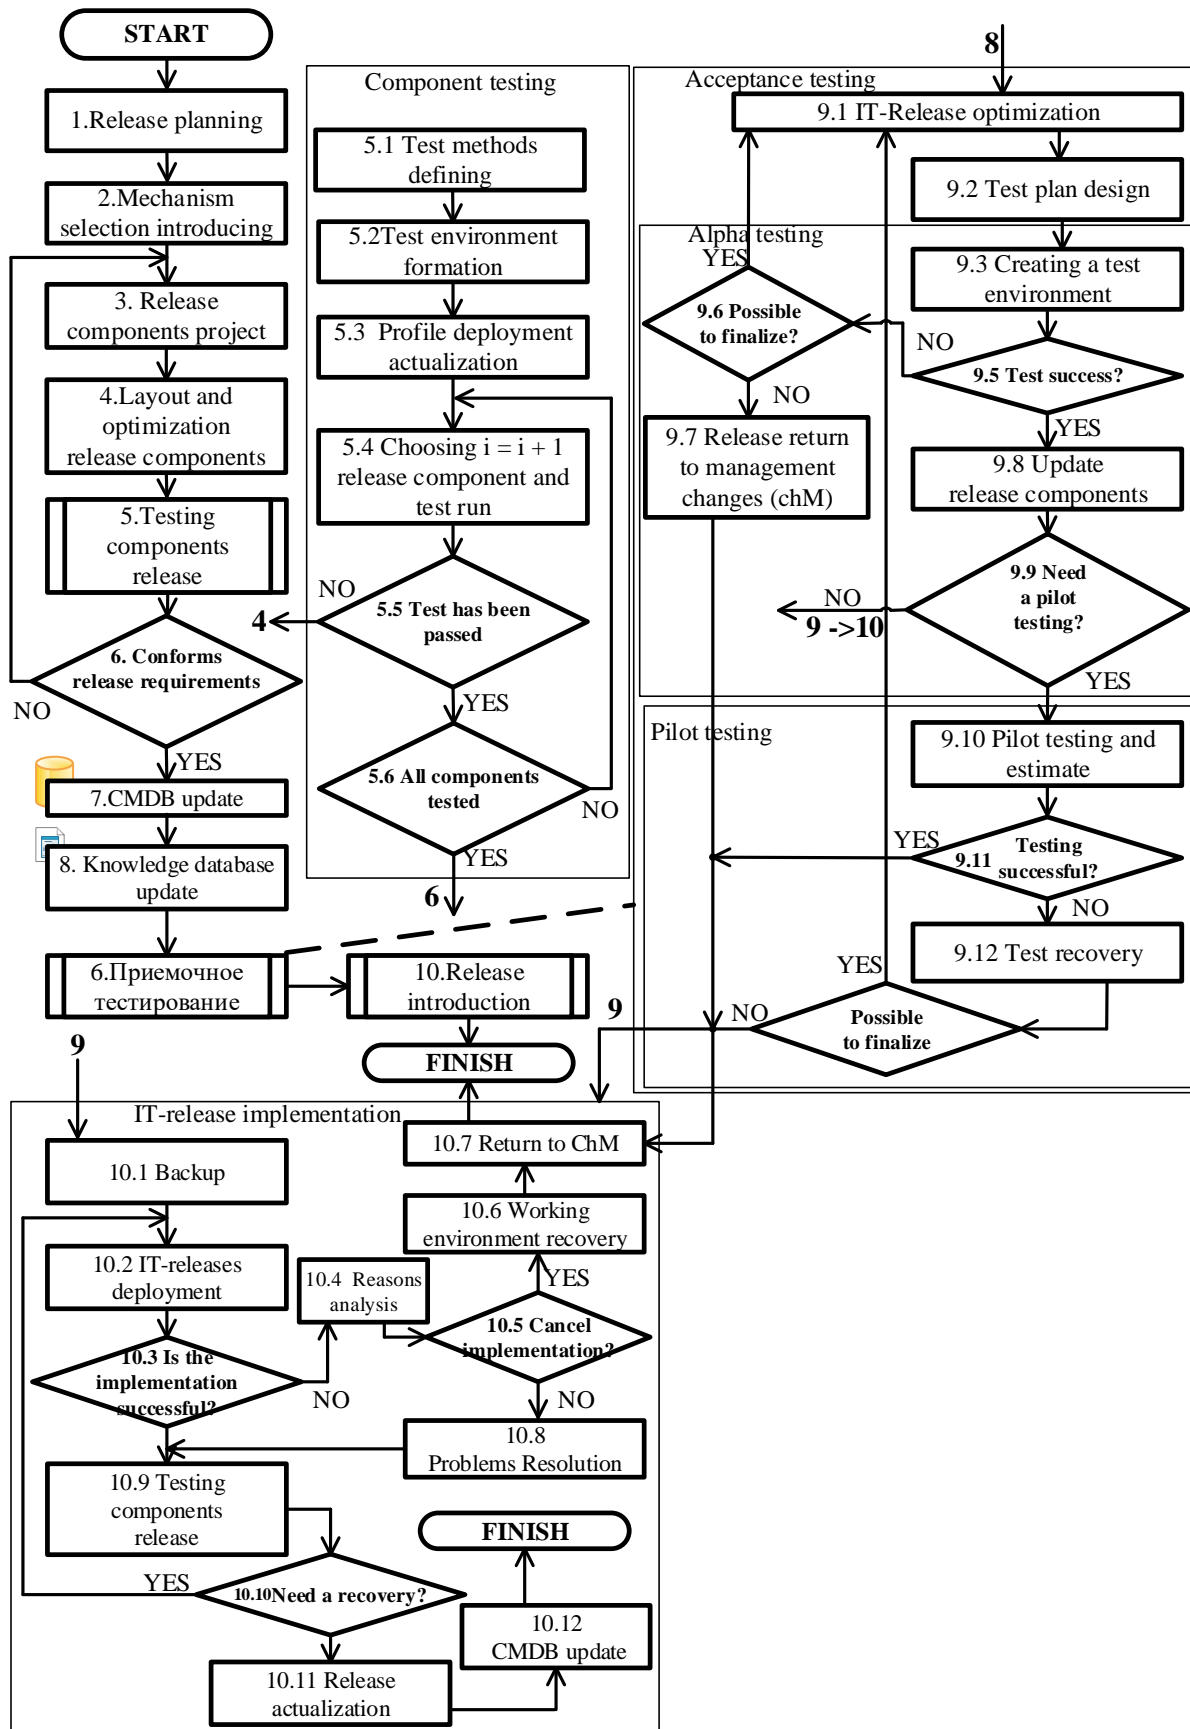 START
1.Release planning
2.Mechanism
selection introducing
3. Release
components project
4.Layout and
optimization
release components
5.Testing
components
release
6. Conforms
release requirements
NO
YES
7.CMDB update
8. Knowledge database
update
6.Приемочное
тестирование
10.Release
introduction
FINISH
Component testing
5.1 Test methods
defining
5.2Test environment
formation
5.3 Profile deployment
actualization
5.4 Choosing i = i + 1
release component and
test run
NO
4
5.5 Test has been
passed
YES
5.6 All components
tested
NO
YES
6
8
Acceptance testing
9.1 IT-Release optimization
9.2 Test plan design
Alpha testing
YES
9.3 Creating a test
environment
9.6 Possible
to finalize?
NO
9.5 Test success?
NO
YES
9.7 Release return
to management
changes (chM)
9.8 Update
release components
9.9 Need
a pilot
testing?
NO
9 ->10
YES
Pilot testing
9.10 Pilot testing and
estimate
YES
9.11 Testing
successful?
NO
9.12 Test recovery
YES
NO
Possible
to finalize
9
9
IT-release implementation
10.1 Backup
10.2 IT-releases
deployment
10.3 Is the
implementation
successful?
NO
10.4 Reasons
analysis
10.5 Cancel
implementation?
YES
10.6 Working
environment recovery
10.7 Return to ChM
NO
10.8
Problems Resolution
10.9 Testing
components
release
YES
10.10Need a recovery?
10.11 Release
actualization
10.12
CMDB update
FINISH